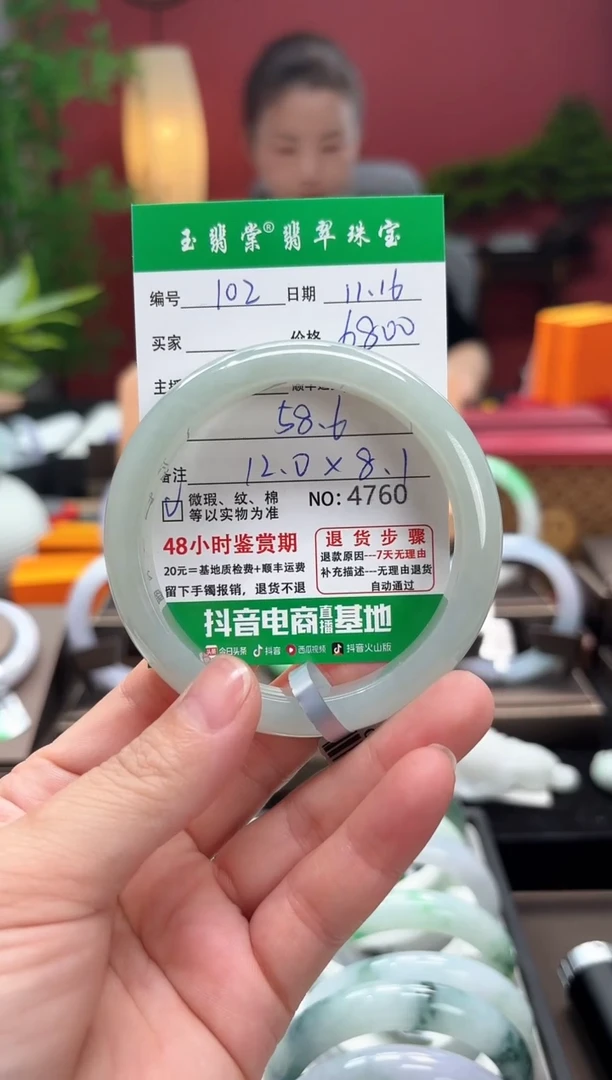 玉翡棠®翡翠珠宝
编号 102 日期 11.16
买家 价格 6800
主播
58.6
备注 12.0×8.1
微瑕、纹、棉
等以实物为准
NO: 4760
48小时鉴赏期
20元=基地质检费+顺丰运费
留下手镯报销，退货不退
退货步骤
退款原因---7天无理由
补充描述---无理由退货
自动通过
抖音电商直播基地
今日头条 抖音 西瓜视频 抖音火山版